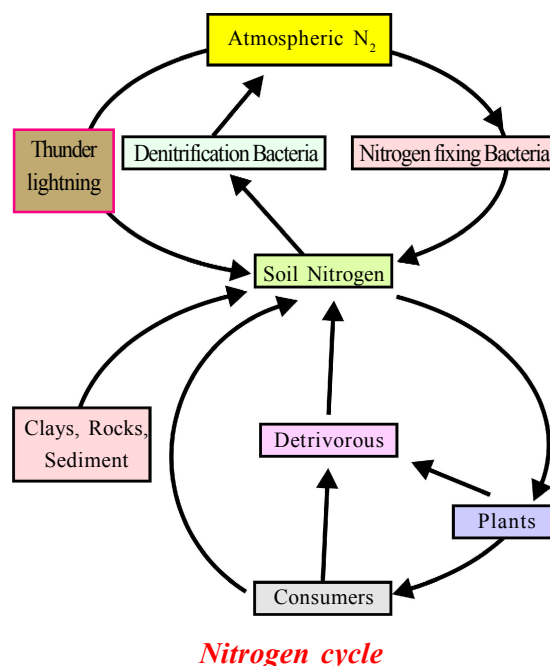 Atmospheric N₂
Thunder
lightning
Denitrification Bacteria
Nitrogen fixing Bacteria
Soil Nitrogen
Clays, Rocks,
Sediment
Detrivorous
Plants
Consumers
Nitrogen cycle